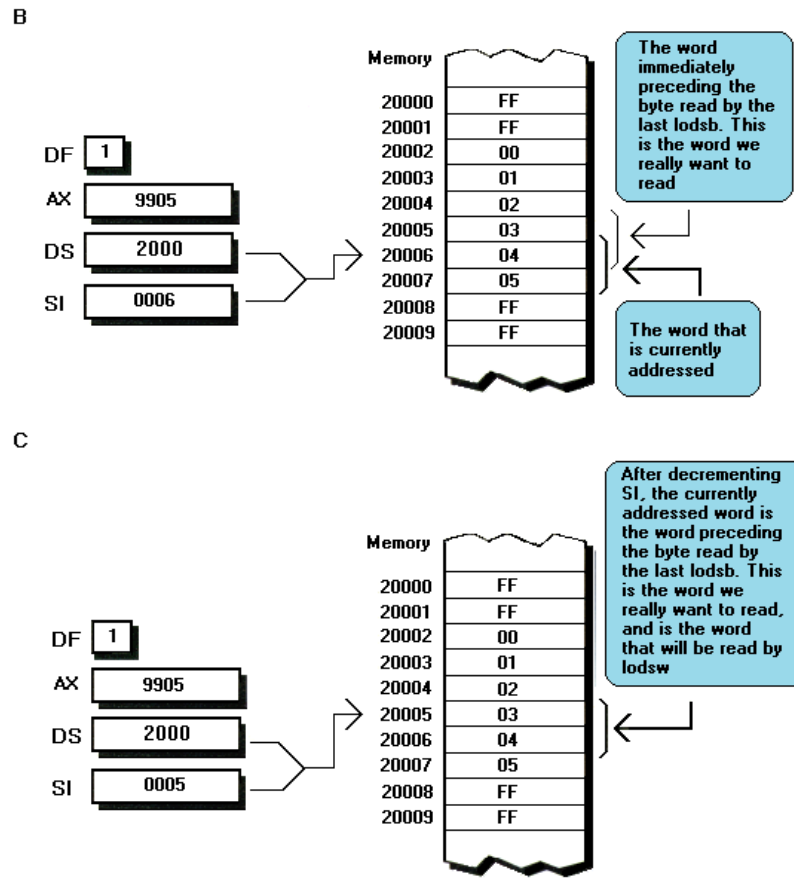 B
Memory
20000 FF
20001 FF
20002 00
20003 01
20004 02
20005 03
20006 04
20007 05
20008 FF
20009 FF
DF 1
AX 9905
DS 2000
SI 0006
The word
immediately
preceding the
byte read by the
last lodsb. This
is the word we
really want to
read
The word that
is currently
addressed
C
Memory
20000 FF
20001 FF
20002 00
20003 01
20004 02
20005 03
20006 04
20007 05
20008 FF
20009 FF
DF 1
AX 9905
DS 2000
SI 0005
After decrementing
SI, the currently
addressed word is
the word preceding
the byte read by
the last lodsb. This
is the word we
really want to read,
and is the word
that will be read by
lodsw